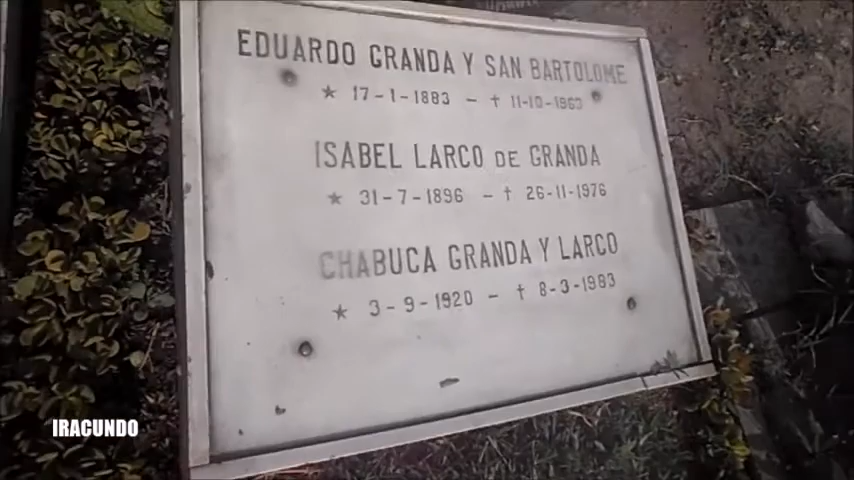 EDUARDO GRANDA Y SAN BARTOLOME
★ 17-1-1883 – ✝ 11-10-1963
ISABEL LARCO DE GRANDA
★ 31-7-1896 – ✝ 26-11-1976
CHABUCA GRANDA Y LARCO
★ 3-9-1920 – ✝ 8-3-1983
IRACUNDO